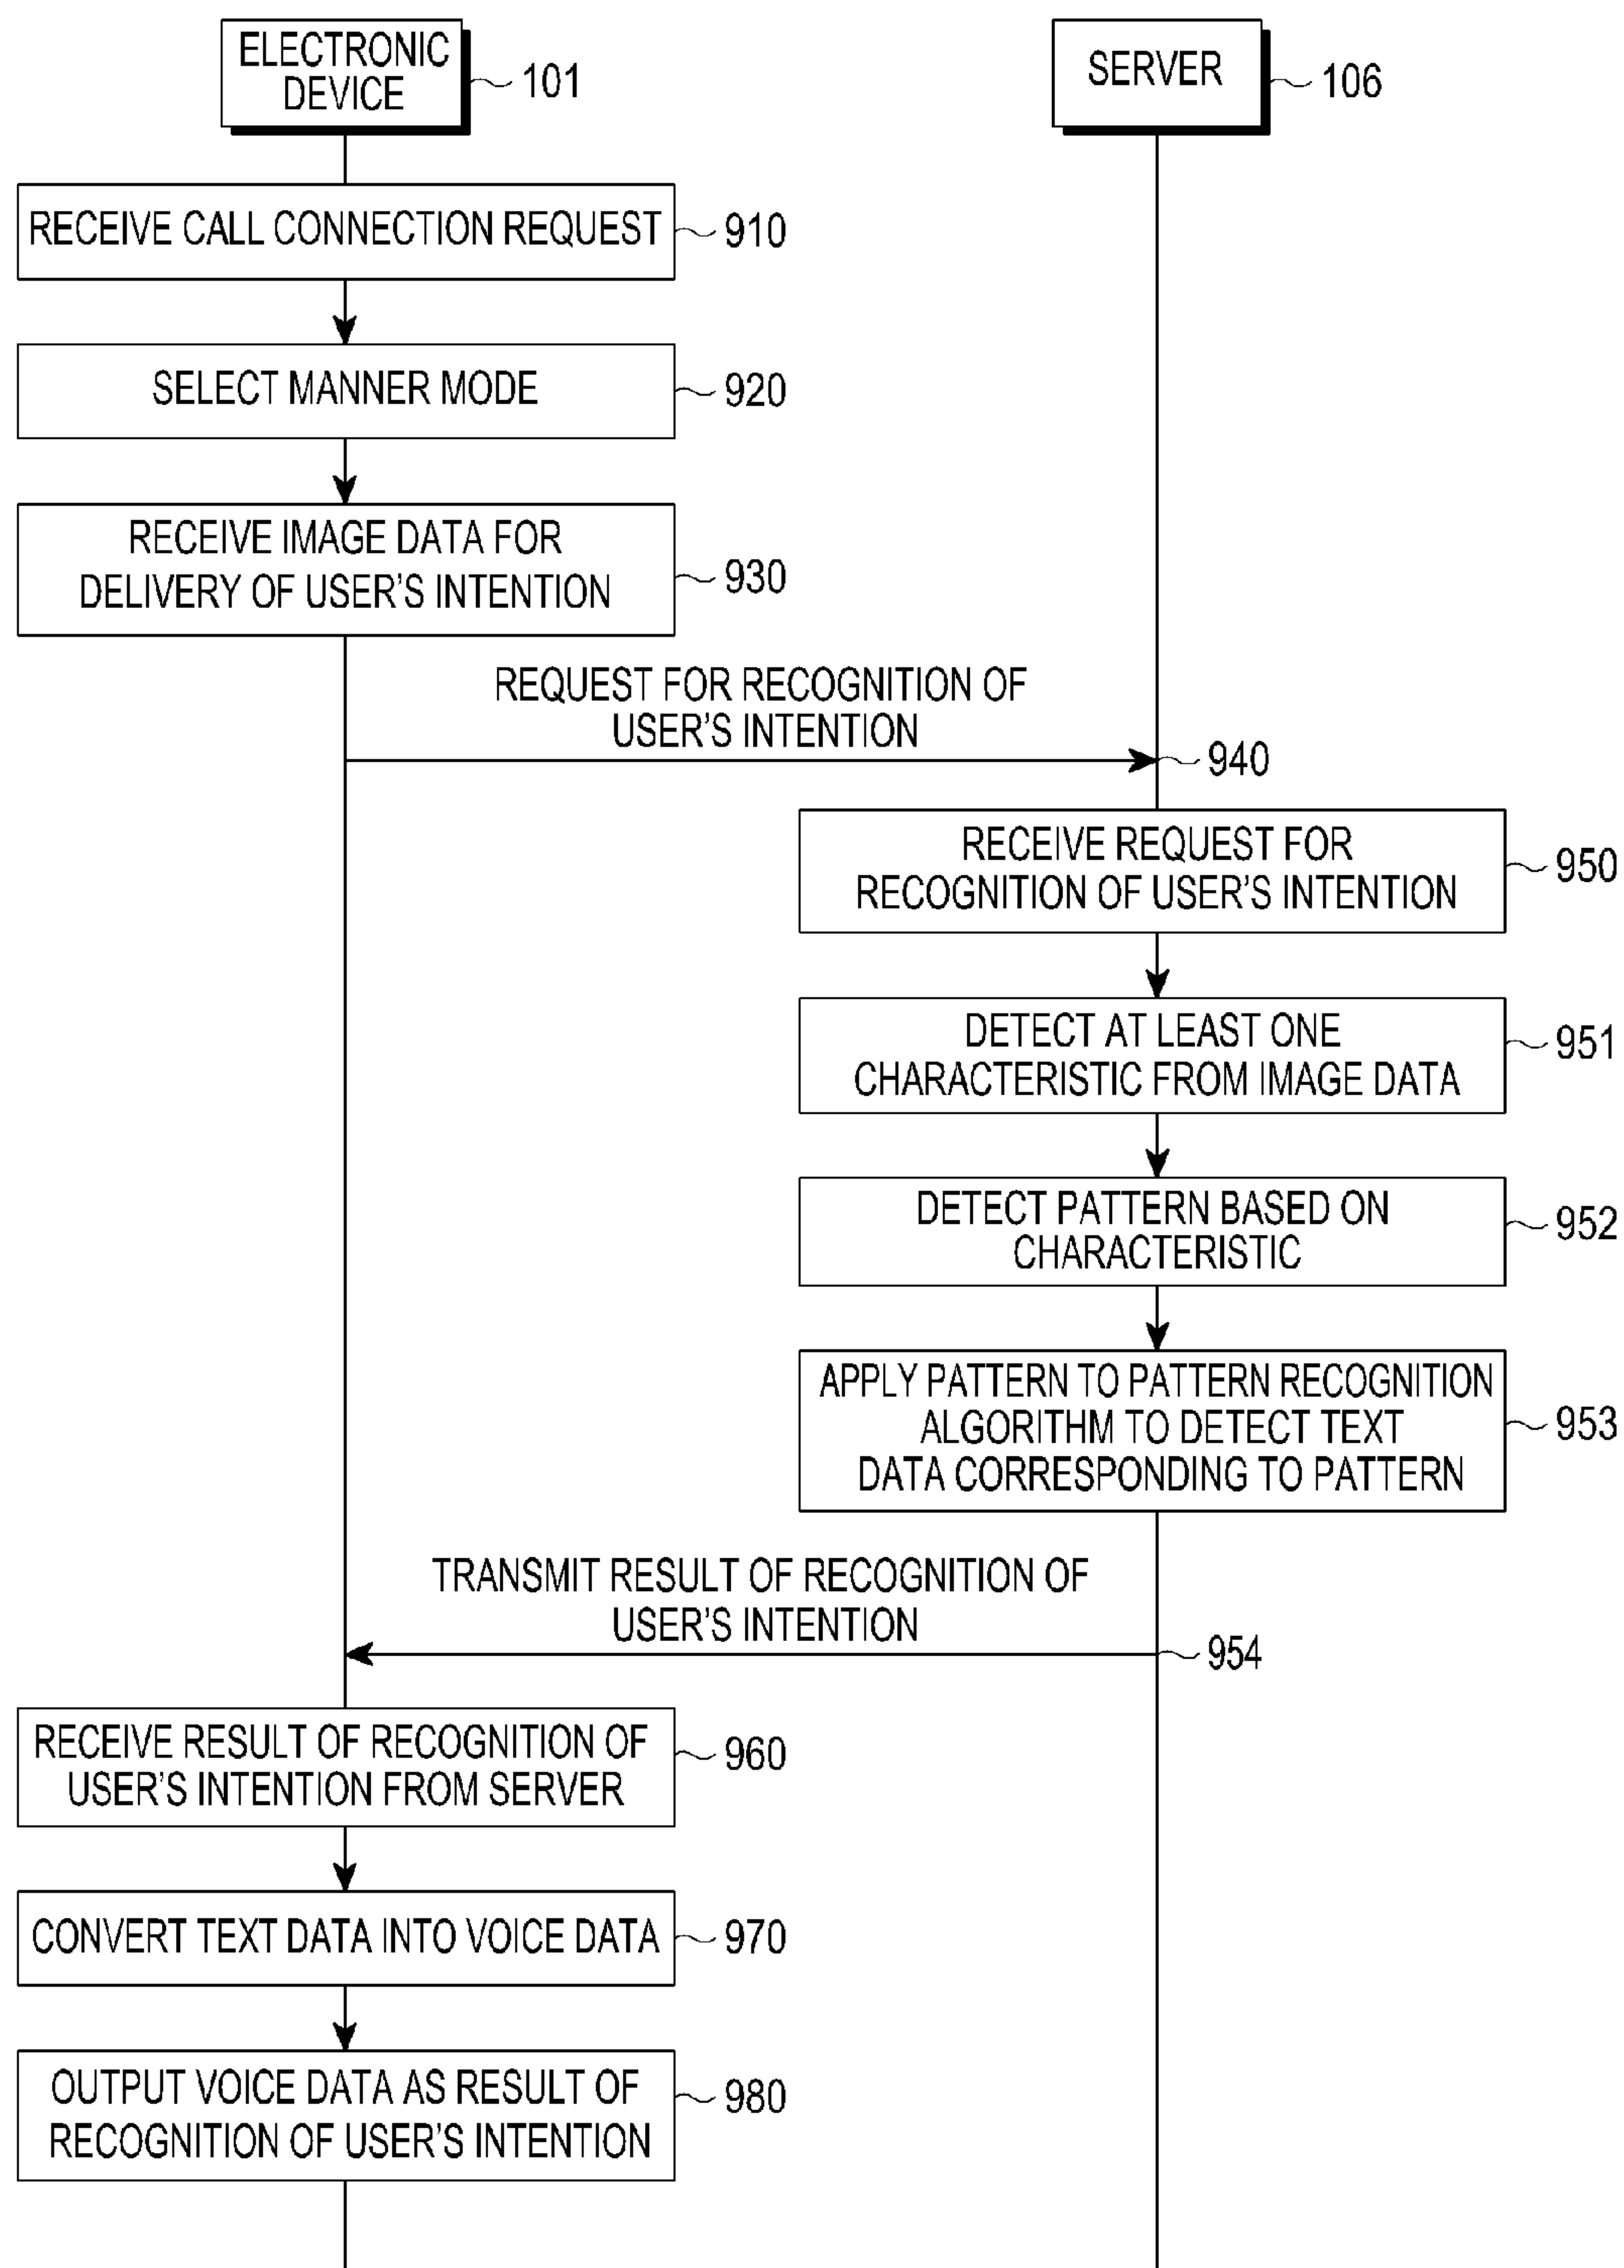 ELECTRONIC
DEVICE
101
SERVER
106
RECEIVE CALL CONNECTION REQUEST
910
SELECT MANNER MODE
920
RECEIVE IMAGE DATA FOR
DELIVERY OF USER'S INTENTION
930
REQUEST FOR RECOGNITION OF
USER'S INTENTION
940
RECEIVE REQUEST FOR
RECOGNITION OF USER'S INTENTION
950
DETECT AT LEAST ONE
CHARACTERISTIC FROM IMAGE DATA
951
DETECT PATTERN BASED ON
CHARACTERISTIC
952
APPLY PATTERN TO PATTERN RECOGNITION
ALGORITHM TO DETECT TEXT
DATA CORRESPONDING TO PATTERN
953
TRANSMIT RESULT OF RECOGNITION OF
USER'S INTENTION
954
RECEIVE RESULT OF RECOGNITION OF
USER'S INTENTION FROM SERVER
960
CONVERT TEXT DATA INTO VOICE DATA
970
OUTPUT VOICE DATA AS RESULT OF
RECOGNITION OF USER'S INTENTION
980